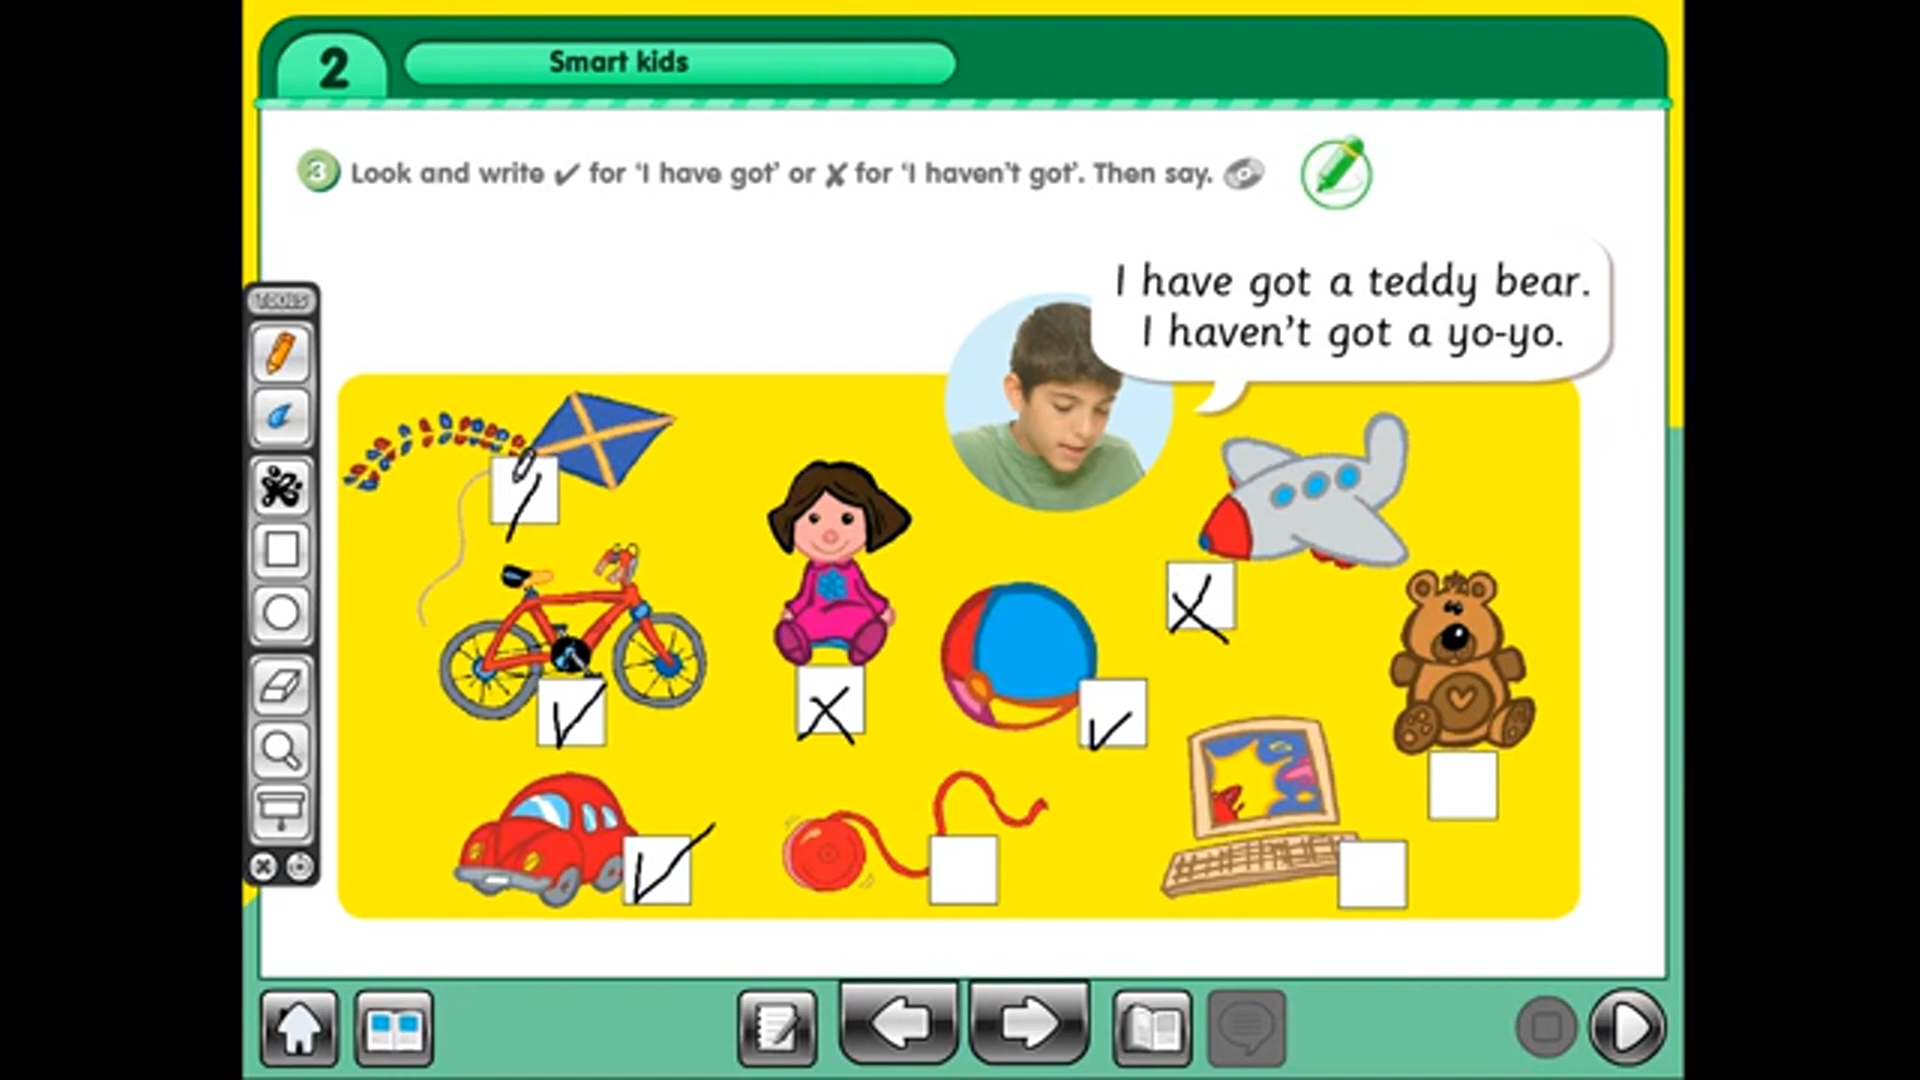 2
Smart kids
3 Look and write ✔ for ‘I have got’ or ✘ for ‘I haven’t got’. Then say.
I have got a teddy bear.
I haven’t got a yo-yo.
TOOLS